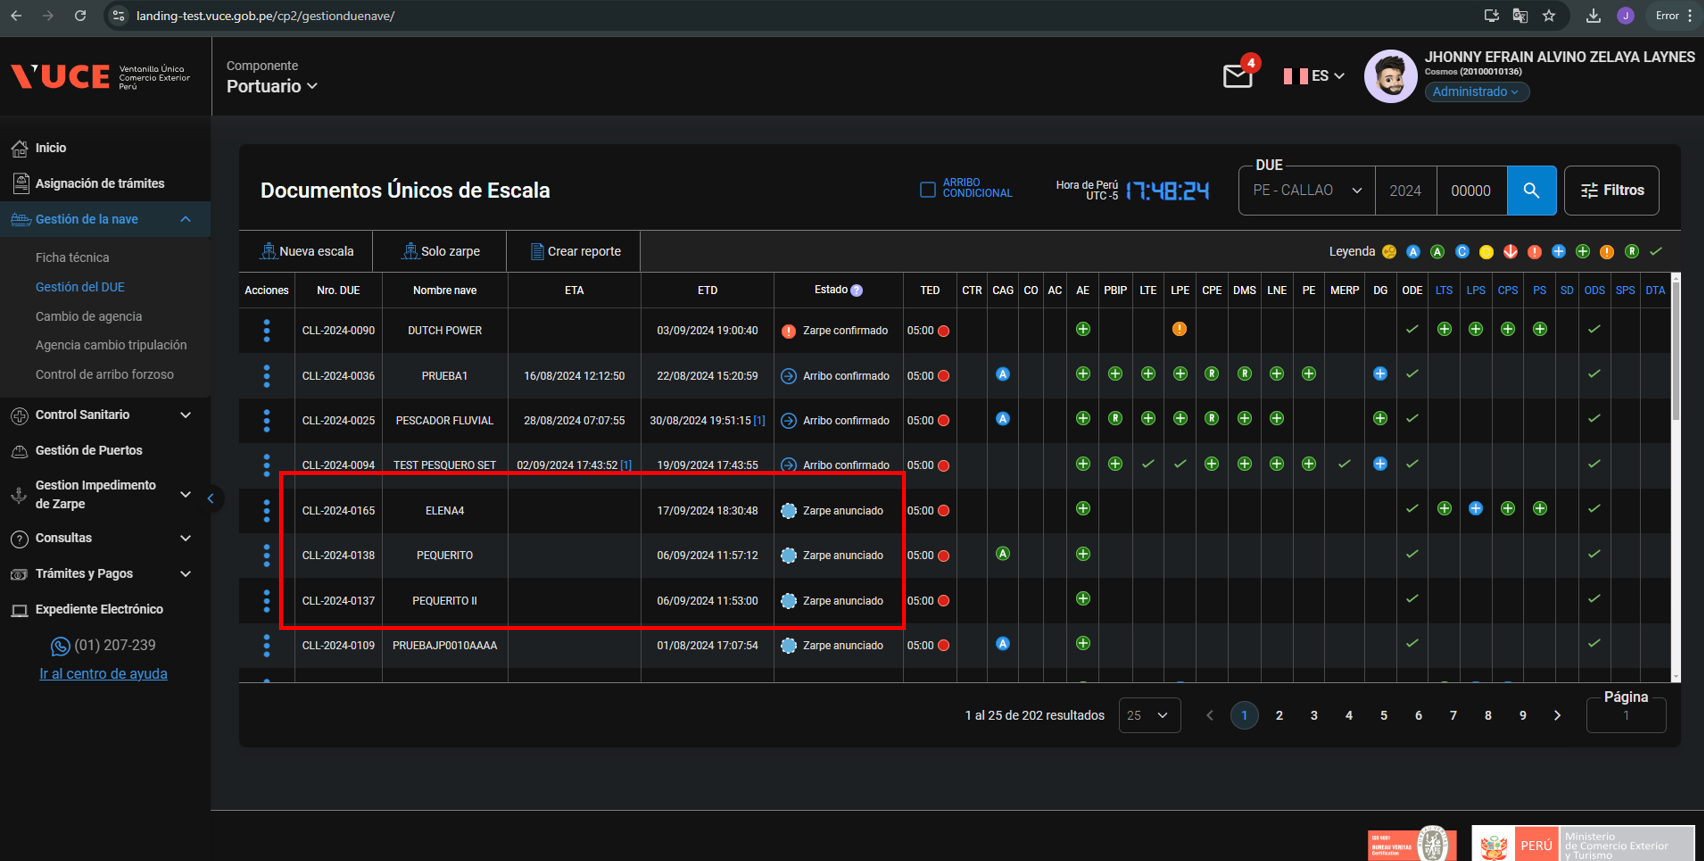 landing-test.vuce.gob.pe/cp2/gestionduenave/
Error
VUCE
Ventanilla Única
Comercio Exterior
Perú
Componente
Portuario
4
ES
JHONNY EFRAIN ALVINO ZELAYA LAYNES
Cosmos (20100010136)
Administrado
Inicio
Asignación de trámites
Gestión de la nave
Ficha técnica
Gestión del DUE
Cambio de agencia
Agencia cambio tripulación
Control de arribo forzoso
Control Sanitario
Gestión de Puertos
Gestion Impedimento
de Zarpe
Consultas
Trámites y Pagos
Expediente Electrónico
(01) 207-239
Ir al centro de ayuda
Documentos Únicos de Escala
ARRIBO
CONDICIONAL
Hora de Perú
UTC -5
17:48:24
DUE
PE - CALLAO
2024
00000
Filtros
Nueva escala
Solo zarpe
Crear reporte
Leyenda A A C R
Acciones Nro. DUE Nombre nave ETA ETD Estado ? TED CTR CAG CO AC AE PBIP LTE LPE CPE DMS LNE PE MERP DG ODE LTS LPS CPS PS SD ODS SPS DTA
CLL-2024-0090 DUTCH POWER 03/09/2024 19:00:40 Zarpe confirmado 05:00
CLL-2024-0036 PRUEBA1 16/08/2024 12:12:50 22/08/2024 15:20:59 Arribo confirmado 05:00 A R R
CLL-2024-0025 PESCADOR FLUVIAL 28/08/2024 07:07:55 30/08/2024 19:51:15 [1] Arribo confirmado 05:00 A R R
CLL-2024-0094 TEST PESQUERO SET 02/09/2024 17:43:52 [1] 19/09/2024 17:43:55 Arribo confirmado 05:00
CLL-2024-0165 ELENA4 17/09/2024 18:30:48 Zarpe anunciado 05:00
CLL-2024-0138 PEQUERITO 06/09/2024 11:57:12 Zarpe anunciado 05:00 A
CLL-2024-0137 PEQUERITO II 06/09/2024 11:53:00 Zarpe anunciado 05:00
CLL-2024-0109 PRUEBAJP0010AAAA 01/08/2024 17:07:54 Zarpe anunciado 05:00 A
1 al 25 de 202 resultados
25
1 2 3 4 5 6 7 8 9
Página
1
BUREAU VERITAS
Certification
PERÚ
Ministerio
de Comercio Exterior
y Turismo